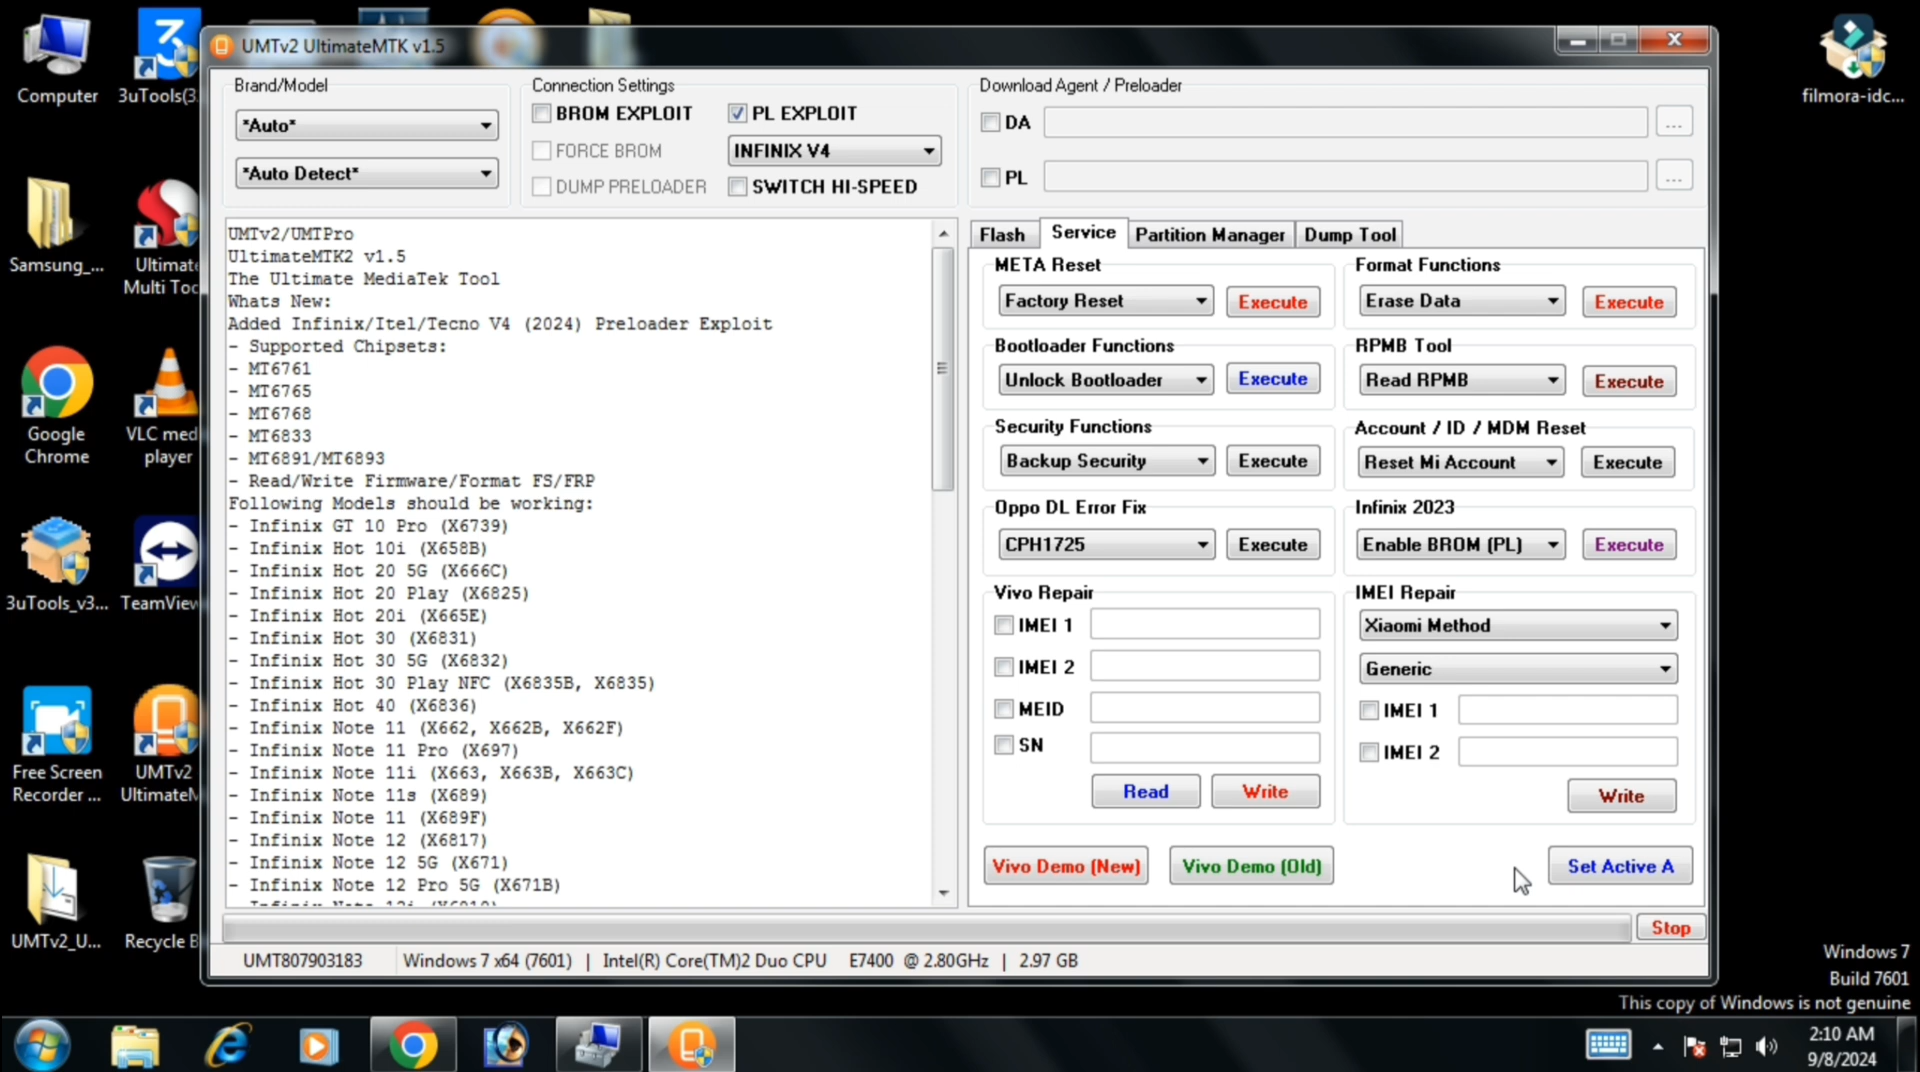 Computer
3uTools(3...
Samsung_...
Ultimate
Multi Too
Google
Chrome
VLC med
player
3uTools_v3...
TeamView
Free Screen
Recorder ...
UMTv2
UltimateM
UMTv2_U...
Recycle B
filmora-idc...
UMTv2 UltimateMTK v1.5
Brand/Model
*Auto*
*Auto Detect*
Connection Settings
BROM EXPLOIT
PL EXPLOIT
FORCE BROM
INFINIX V4
DUMP PRELOADER
SWITCH HI-SPEED
Download Agent / Preloader
DA
...
PL
...
UMTv2/UMTPro
UltimateMTK2 v1.5
The Ultimate MediaTek Tool
Whats New:
Added Infinix/Itel/Tecno V4 (2024) Preloader Exploit
- Supported Chipsets:
- MT6761
- MT6765
- MT6768
- MT6833
- MT6891/MT6893
- Read/Write Firmware/Format FS/FRP
Following Models should be working:
- Infinix GT 10 Pro (X6739)
- Infinix Hot 10i (X658B)
- Infinix Hot 20 5G (X666C)
- Infinix Hot 20 Play (X6825)
- Infinix Hot 20i (X665E)
- Infinix Hot 30 (X6831)
- Infinix Hot 30 5G (X6832)
- Infinix Hot 30 Play NFC (X6835B, X6835)
- Infinix Hot 40 (X6836)
- Infinix Note 11 (X662, X662B, X662F)
- Infinix Note 11 Pro (X697)
- Infinix Note 11i (X663, X663B, X663C)
- Infinix Note 11s (X689)
- Infinix Note 11 (X689F)
- Infinix Note 12 (X6817)
- Infinix Note 12 5G (X671)
- Infinix Note 12 Pro 5G (X671B)
Flash
Service
Partition Manager
Dump Tool
META Reset
Factory Reset
Execute
Format Functions
Erase Data
Execute
Bootloader Functions
Unlock Bootloader
Execute
RPMB Tool
Read RPMB
Execute
Security Functions
Backup Security
Execute
Account / ID / MDM Reset
Reset Mi Account
Execute
Oppo DL Error Fix
CPH1725
Execute
Infinix 2023
Enable BROM (PL)
Execute
Vivo Repair
IMEI 1
IMEI 2
MEID
SN
Read
Write
IMEI Repair
Xiaomi Method
Generic
IMEI 1
IMEI 2
Write
Vivo Demo (New)
Vivo Demo (Old)
Set Active A
Stop
UMT807903183
Windows 7 x64 (7601) | Intel(R) Core(TM)2 Duo CPU E7400 @ 2.80GHz | 2.97 GB
Windows 7
Build 7601
This copy of Windows is not genuine
2:10 AM
9/8/2024